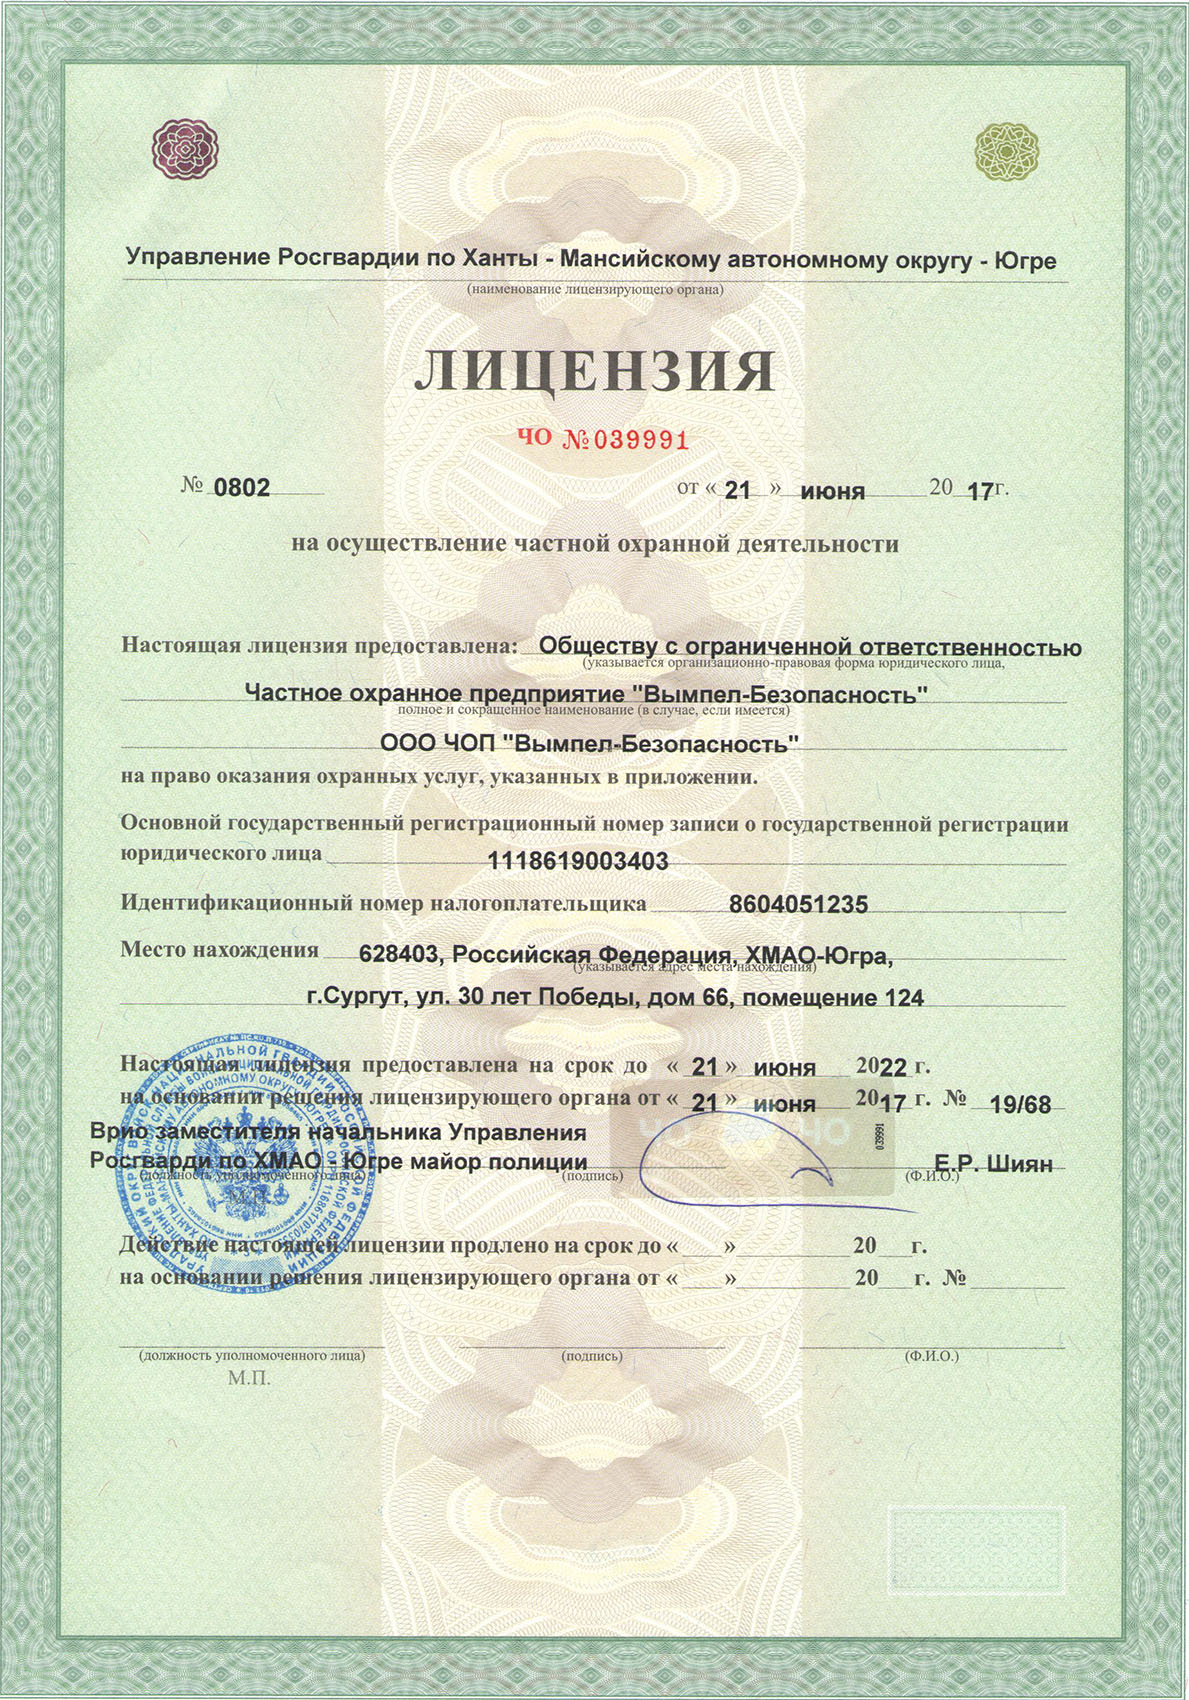 Управление Росгвардии по Ханты - Мансийскому автономному округу - Югре
(наименование лицензирующего органа)
ЛИЦЕНЗИЯ
ЧО №039991
№ 0802 от « 21 » июня 20 17г.
на осуществление частной охранной деятельности
Настоящая лицензия предоставлена: Обществу с ограниченной ответственностью
(указывается организационно-правовая форма юридического лица,
Частное охранное предприятие "Вымпел-Безопасность"
полное и сокращенное наименование (в случае, если имеется)
ООО ЧОП "Вымпел-Безопасность"
на право оказания охранных услуг, указанных в приложении.
Основной государственный регистрационный номер записи о государственной регистрации
юридического лица 1118619003403
Идентификационный номер налогоплательщика 8604051235
Место нахождения 628403, Российская Федерация, ХМАО-Югра,
(указывается адрес места нахождения)
г.Сургут, ул. 30 лет Победы, дом 66, помещение 124
Настоящая лицензия предоставлена на срок до « 21 » июня 2022 г.
на основании решения лицензирующего органа от « 21 » июня 2017 г. № 19/68
Врио заместителя начальника Управления
Росгварди по ХМАО - Югре майор полиции Е.Р. Шиян
(должность уполномоченного лица) (подпись) (Ф.И.О.)
М.П.
039991
Действие настоящей лицензии продлено на срок до « » 20 г.
на основании решения лицензирующего органа от « » 20 г. №
(должность уполномоченного лица) (подпись) (Ф.И.О.)
М.П.